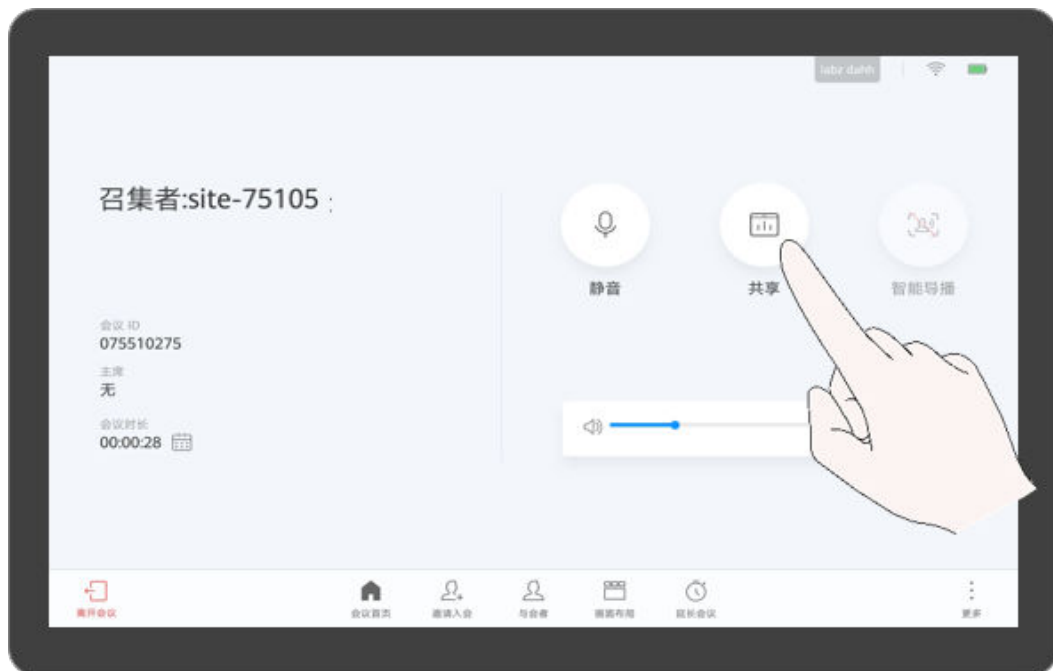 labz dahh
召集者:site-75105 :
静音
共享
智能导播
会议 ID
075510275
主席
无
会议时长
00:00:28
离开会议
会议首页
邀请入会
与会者
画面布局
延长会议
更多